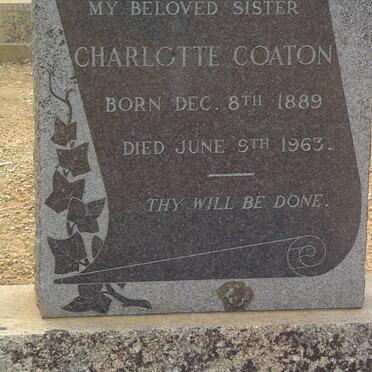 MY BELOVED SISTER
CHARLOTTE COATON
BORN DEC. 8TH 1889
DIED JUNE 9TH 1963.
THY WILL BE DONE.